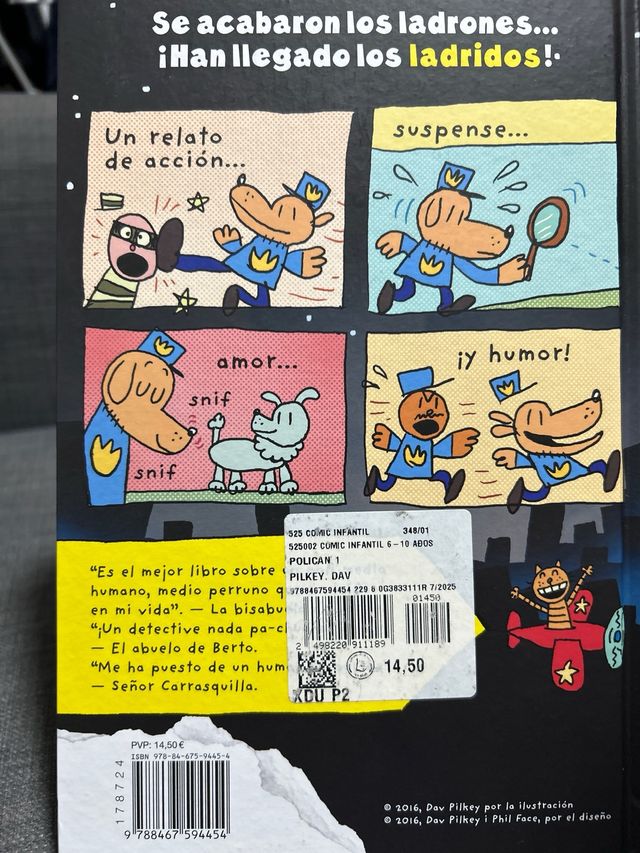 Se acabaron los ladrones...
¡Han llegado los ladridos!
Un relato
de acción...
suspense...
amor...
snif
snif
¡y humor!
"Es el mejor libro sobre
humano, medio perruno
en mi vida". — La
"¡Un detective nada
— El abuelo de Berto.
"Me ha puesto de un
— Señor Carrasquilla.
525 COMIC INFANTIL 348/01
525002 COMIC INFANTIL 6-10 AÑOS
POLICAN 1
PILKEY. DAV
9788467594454 229 8 0G3833111R 7/2025
01450
2 498220 911189
14,50
XDU P2
PVP: 14,50 €
ISBN 978-84-675-9445-4
178724
9 788467 594454
© 2016, Dav Pilkey por la ilustración
© 2016, Dav Pilkey i Phil Face, por el diseño